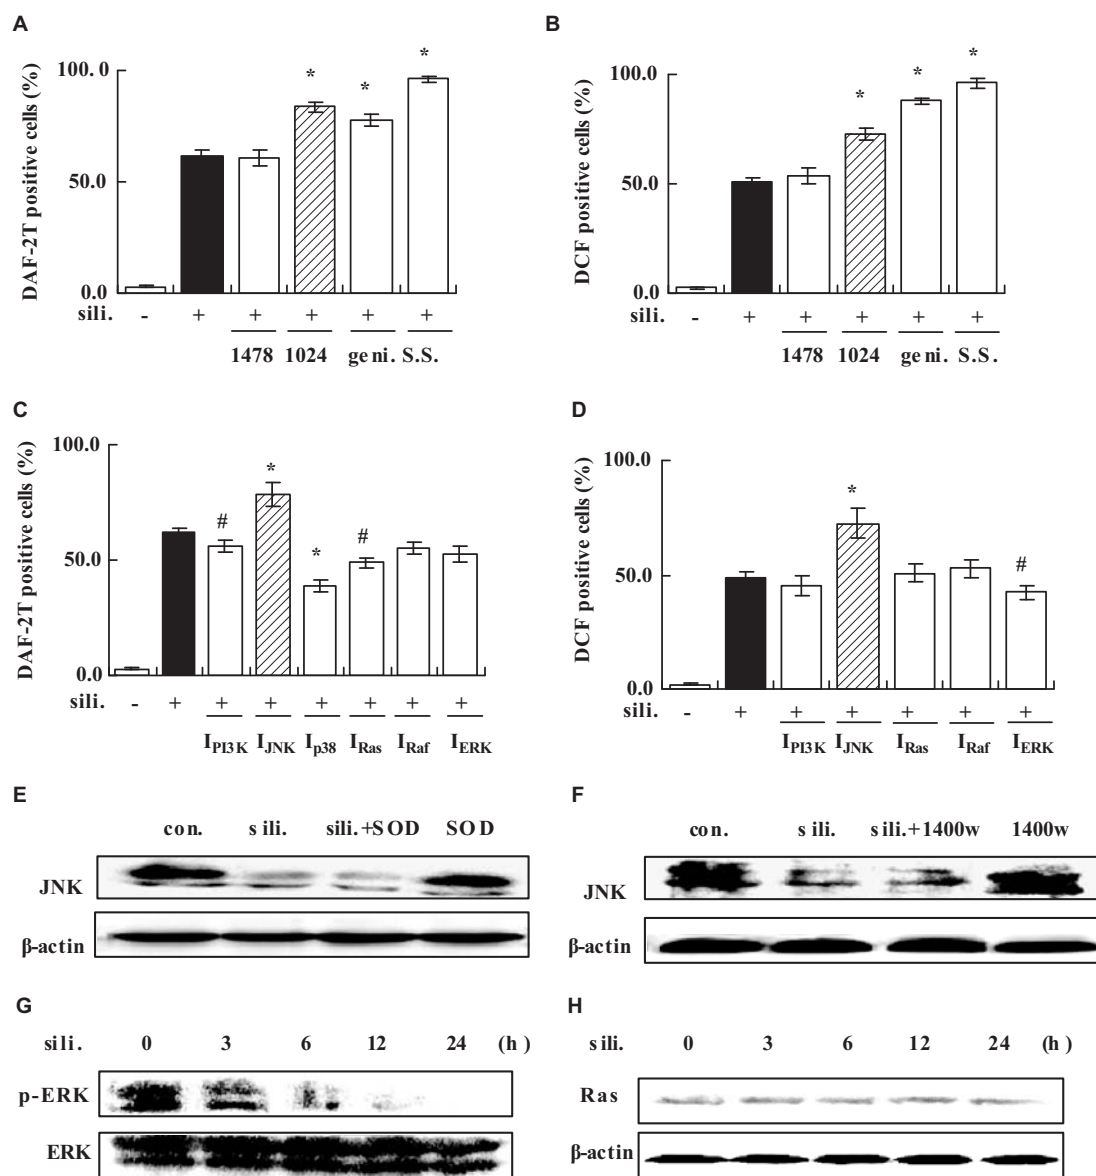 A
DAF-2T positive cells (%)
100.0
50.0
0.0
* * *
sili. - + + + + +
1478 1024 geni. S.S.
B
DCF positive cells (%)
100.0
50.0
0.0
* * *
sili. - + + + + +
1478 1024 geni. S.S.
C
DAF-2T positive cells (%)
100.0
50.0
0.0
# * * #
sili. - + + + + + + +
IPI3K IJNK Ip38 IRas IRaf IERK
D
DCF positive cells (%)
100.0
50.0
0.0
* #
sili. - + + + + + +
IPI3K IJNK IRas IRaf IERK
E
con. sili. sili.+SOD SOD
JNK
β-actin
F
con. sili. sili.+1400w 1400w
JNK
β-actin
G
sili. 0 3 6 12 24 (h)
p-ERK
ERK
H
sili. 0 3 6 12 24 (h)
Ras
β-actin